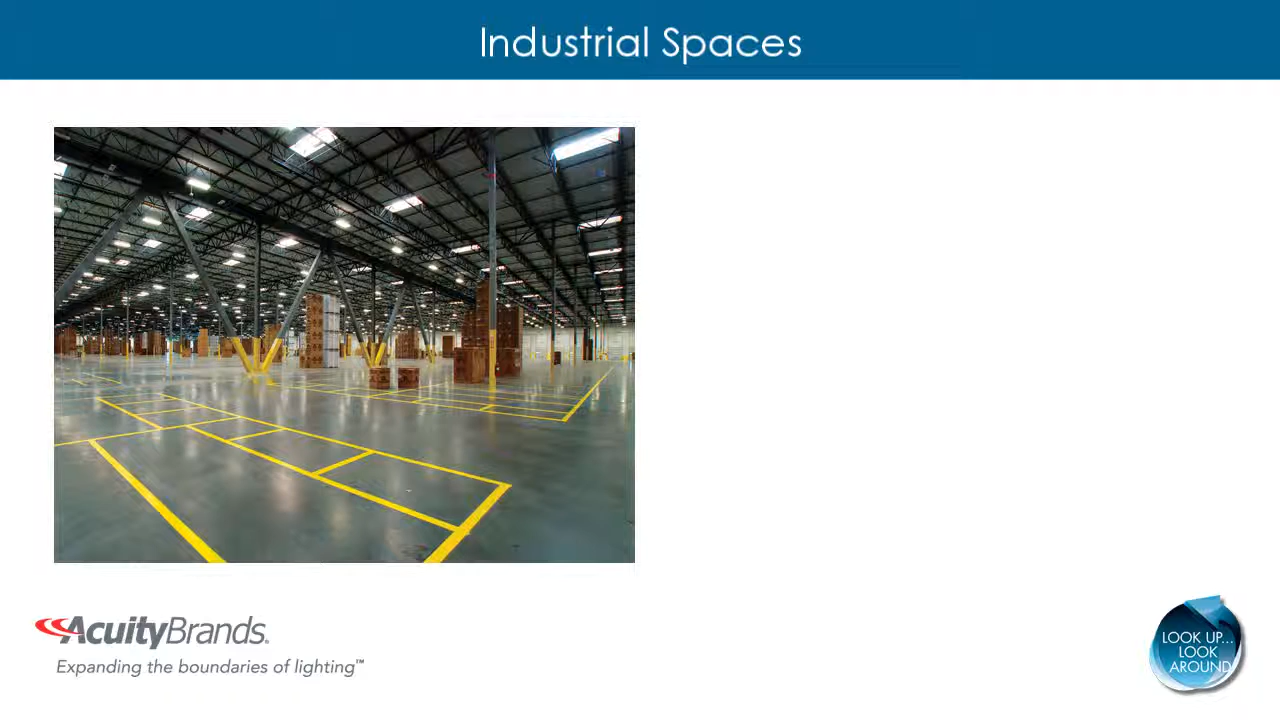 Industrial Spaces
AcuityBrands.
Expanding the boundaries of lighting™
LOOK UP...
LOOK
AROUND